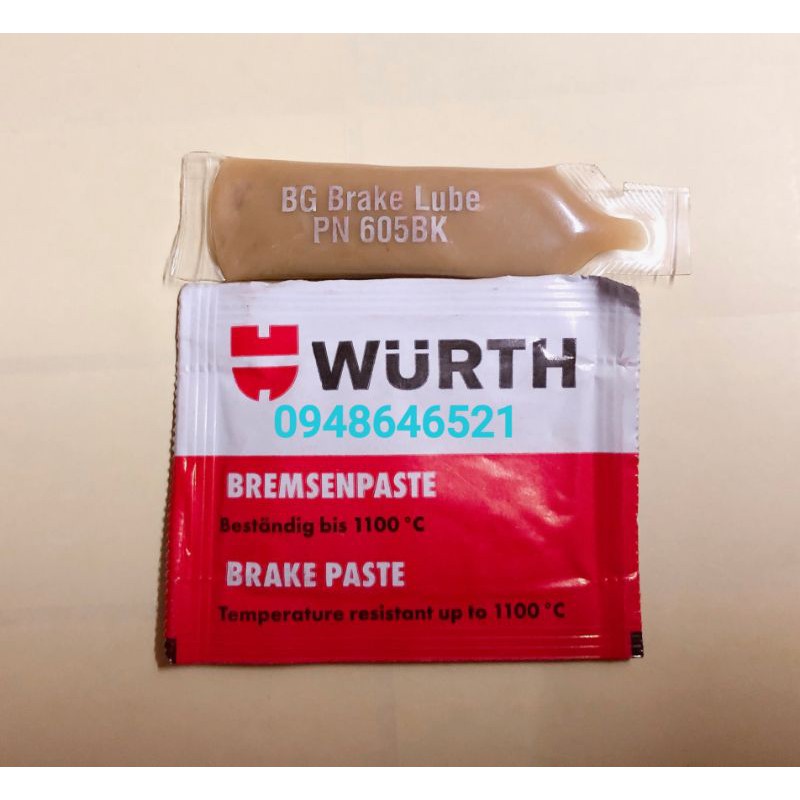 BG Brake Lube
PN 605BK
WÜRTH
0948646521
BREMSENPASTE
Beständig bis 1100 °C
BRAKE PASTE
Temperature resistant up to 1100 °C